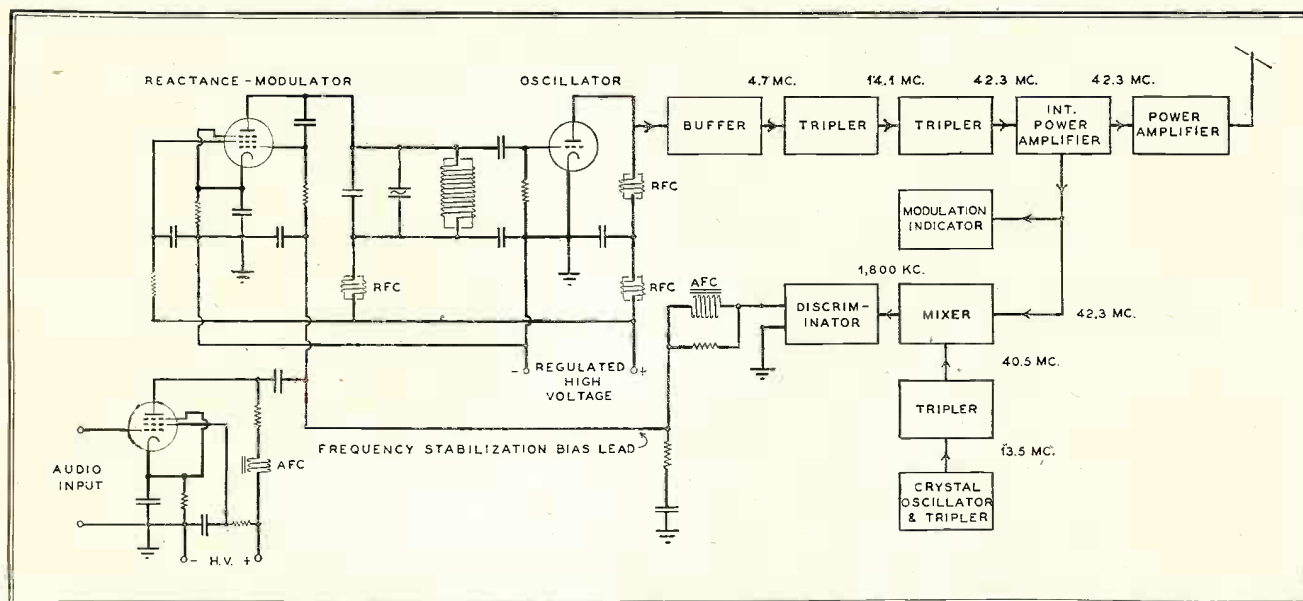 REACTANCE-MODULATOR
OSCILLATOR
4.7 MC.
14.1 MC.
42.3 MC.
42.3 MC.
BUFFER
TRIPLER
TRIPLER
INT.
POWER
AMPLIFIER
POWER
AMPLIFIER
RFC
MODULATION
INDICATOR
RFC
RFC
AFC
1,800 KC.
DISCRIM-
INATOR
MIXER
42.3 MC.
- REGULATED +
HIGH
VOLTAGE
40.5 MC.
TRIPLER
FREQUENCY STABILIZATION BIAS LEAD
13.5 MC.
AUDIO
INPUT
AFC
CRYSTAL
OSCILLATOR
& TRIPLER
- H.V. +